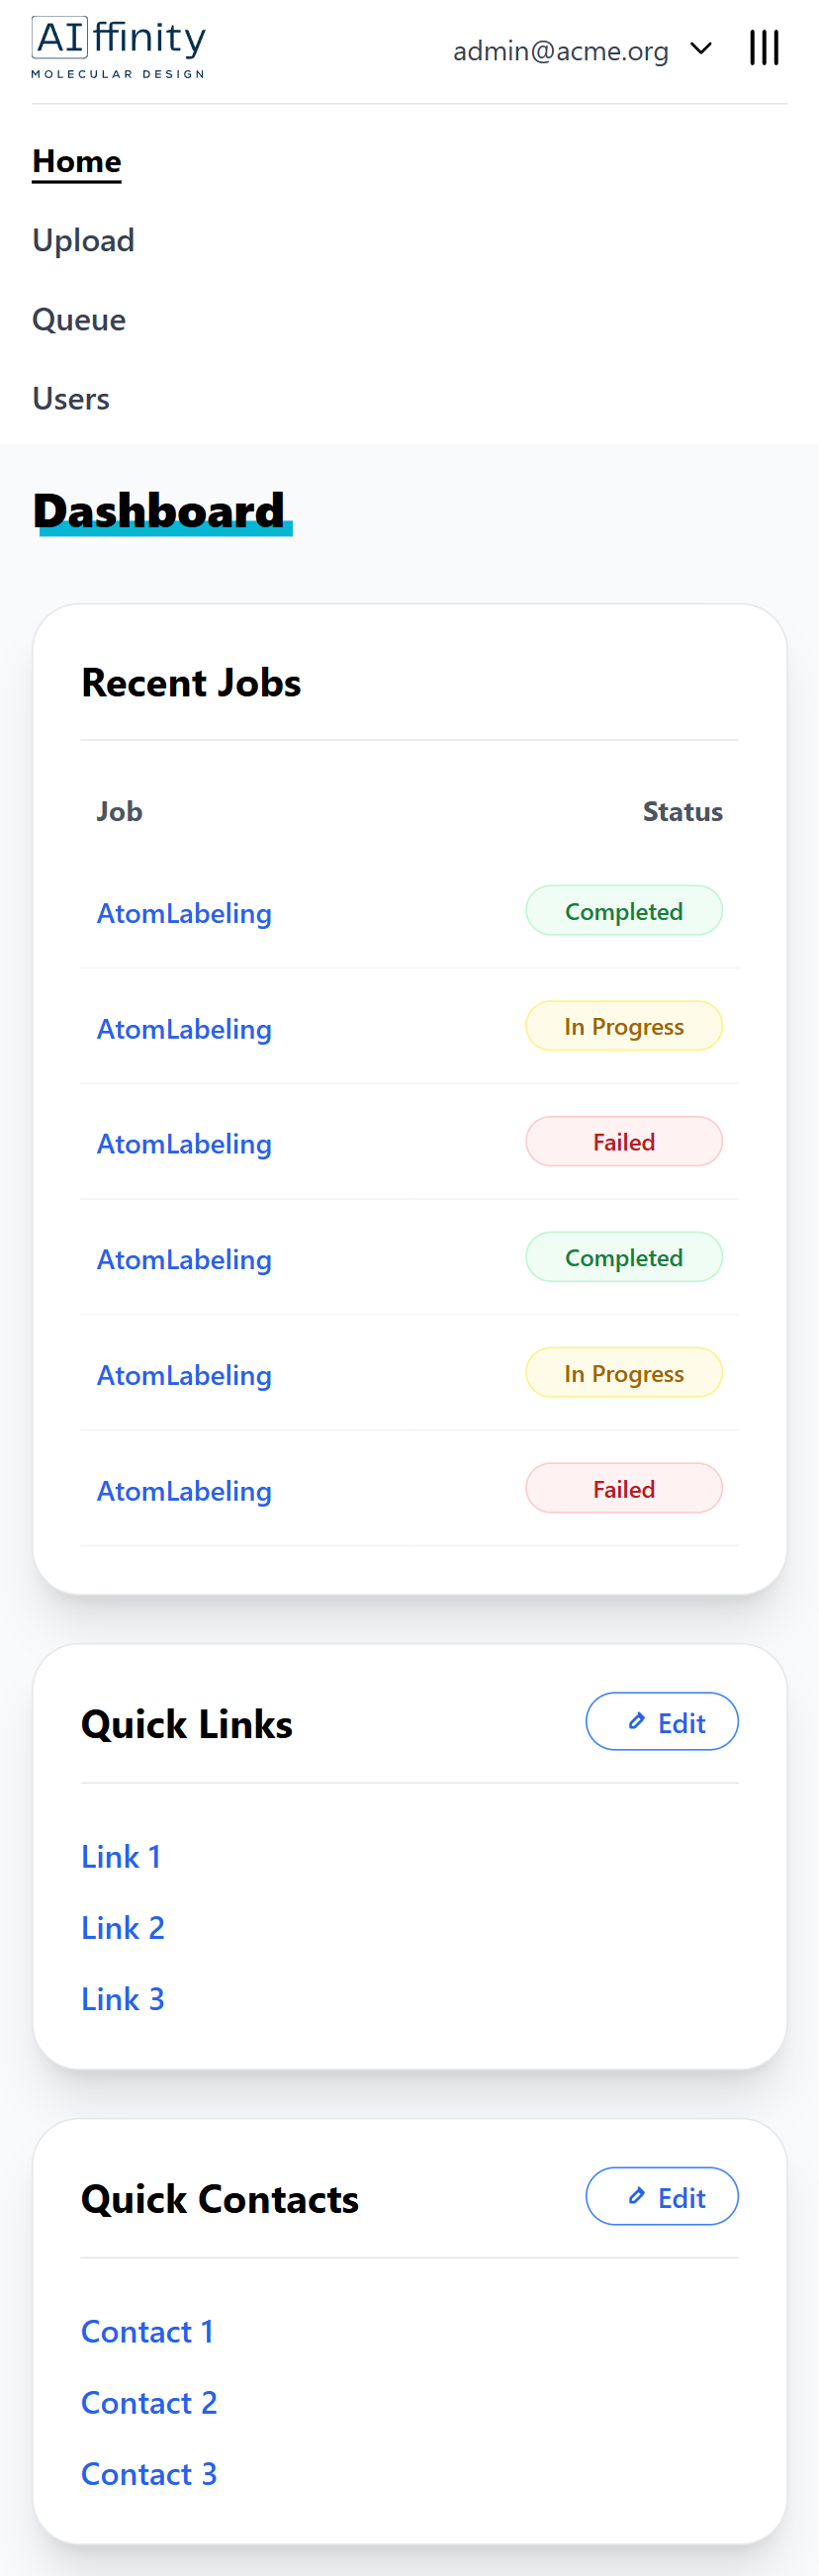 AIffinity
MOLECULAR DESIGN
admin@acme.org
Home
Upload
Queue
Users
Dashboard
Recent Jobs
Job Status
AtomLabeling Completed
AtomLabeling In Progress
AtomLabeling Failed
AtomLabeling Completed
AtomLabeling In Progress
AtomLabeling Failed
Quick Links Edit
Link 1
Link 2
Link 3
Quick Contacts Edit
Contact 1
Contact 2
Contact 3